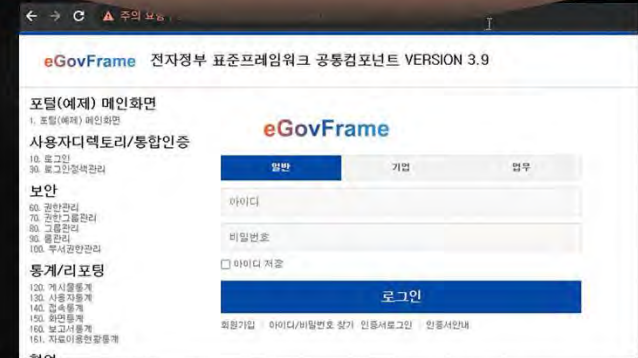 주의 요함
eGovFrame 전자정부 표준프레임워크 공통컴포넌트 VERSION 3.9
포털(예제) 메인화면
1. 포털(예제) 메인화면
사용자디렉토리/통합인증
10. 로그인
30. 로그인정책관리
보안
60. 권한관리
70. 권한그룹관리
80. 그룹관리
90. 롤관리
100. 부서권한관리
통계/리포팅
120. 게시물통계
130. 사용자통계
140. 접속통계
150. 화면통계
160. 보고서통계
161. 자료이용현황통계
협업
eGovFrame
일반 기업 업무
아이디
비밀번호
아이디 저장
로그인
회원가입 아이디/비밀번호 찾기 인증서로그인 인증서안내